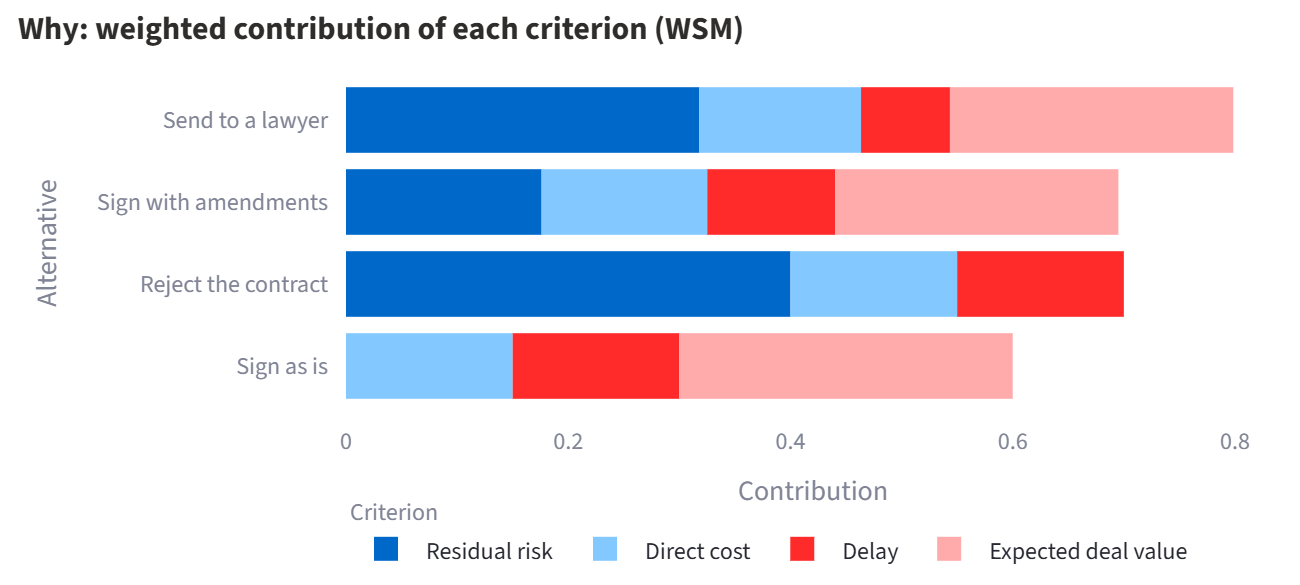 Why: weighted contribution of each criterion (WSM)
Alternative
Send to a lawyer
Sign with amendments
Reject the contract
Sign as is
0 0.2 0.4 0.6 0.8
Contribution
Criterion
Residual risk Direct cost Delay Expected deal value